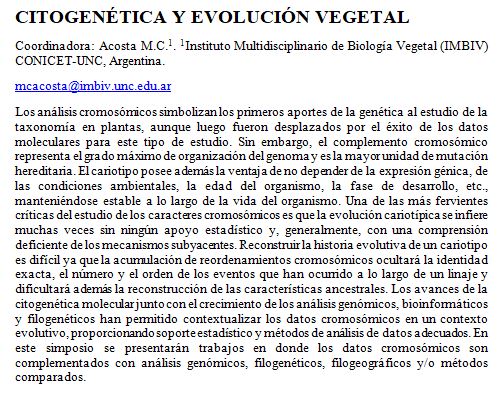 CITOGENÉTICA Y EVOLUCIÓN VEGETAL
Coordinadora: Acosta M.C.¹. ¹Instituto Multidisciplinario de Biología Vegetal (IMBIV)
CONICET-UNC, Argentina.
mcacosta@imbiv.unc.edu.ar
Los análisis cromosómicos simbolizan los primeros aportes de la genética al estudio de la
taxonomía en plantas, aunque luego fueron desplazados por el éxito de los datos
moleculares para este tipo de estudio. Sin embargo, el complemento cromosómico
representa el grado máximo de organización del genoma y es la mayor unidad de mutación
hereditaria. El cariotipo posee además la ventaja de no depender de la expresión génica, de
las condiciones ambientales, la edad del organismo, la fase de desarrollo, etc.,
manteniéndose estable a lo largo de la vida del organismo. Una de las más fervientes
críticas del estudio de los caracteres cromosómicos es que la evolución cariotípica se infiere
muchas veces sin ningún apoyo estadístico y, generalmente, con una comprensión
deficiente de los mecanismos subyacentes. Reconstruir la historia evolutiva de un cariotipo
es difícil ya que la acumulación de reordenamientos cromosómicos ocultará la identidad
exacta, el número y el orden de los eventos que han ocurrido a lo largo de un linaje y
dificultará además la reconstrucción de las características ancestrales. Los avances de la
citogenética molecular junto con el crecimiento de los análisis genómicos, bioinformáticos
y filogenéticos han permitido contextualizar los datos cromosómicos en un contexto
evolutivo, proporcionando soporte estadístico y métodos de análisis de datos adecuados. En
este simposio se presentarán trabajos en donde los datos cromosómicos son
complementados con análisis genómicos, filogenéticos, filogeográficos y/o métodos
comparados.